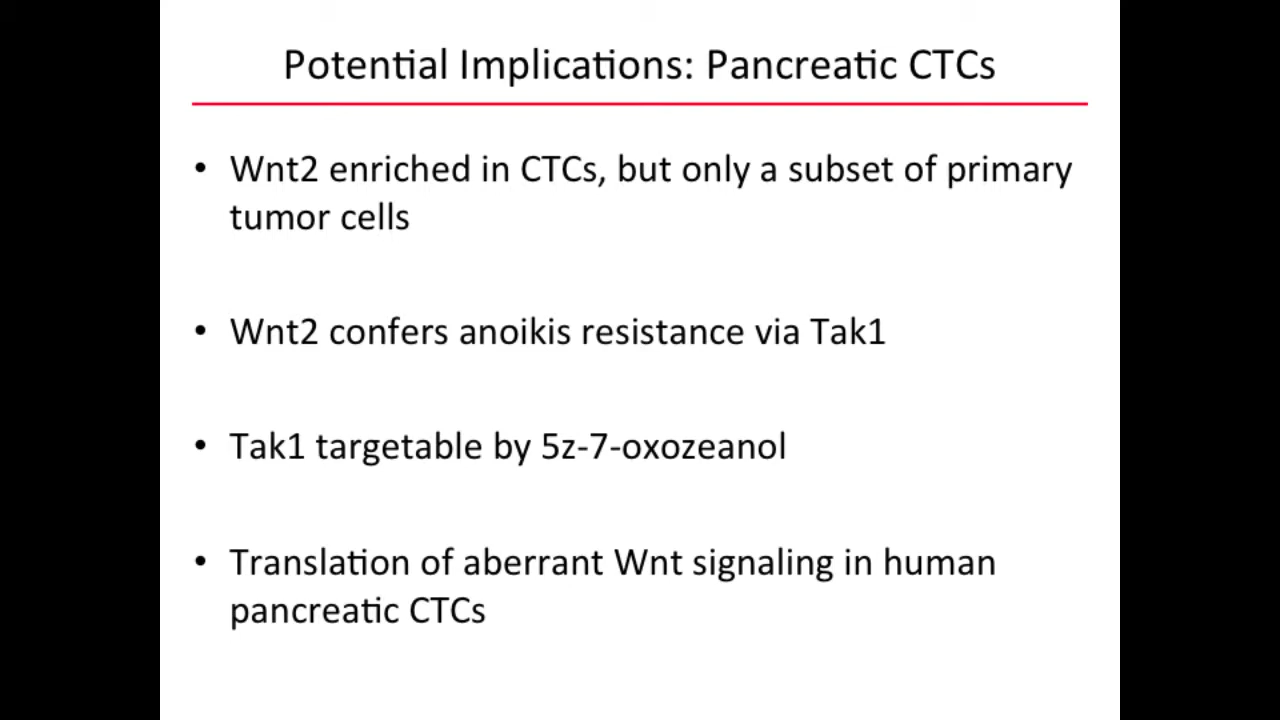 Potential Implications: Pancreatic CTCs
• Wnt2 enriched in CTCs, but only a subset of primary
tumor cells
• Wnt2 confers anoikis resistance via Tak1
• Tak1 targetable by 5z-7-oxozeanol
• Translation of aberrant Wnt signaling in human
pancreatic CTCs